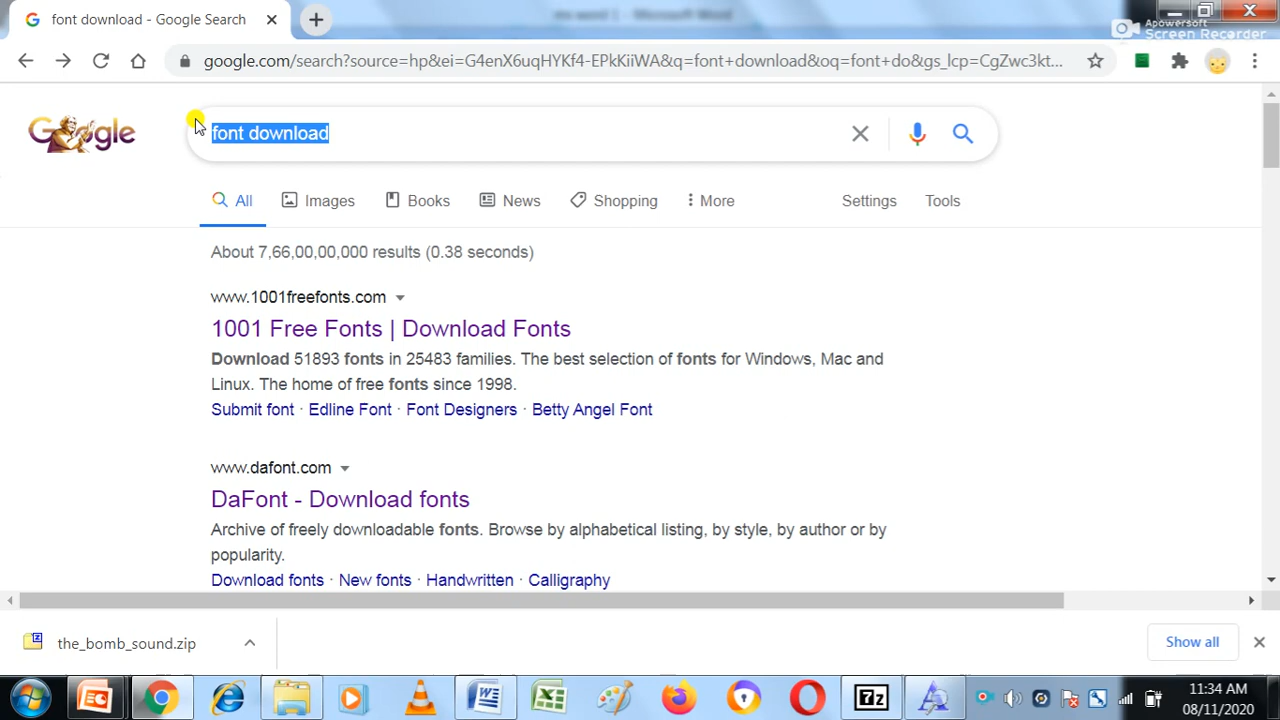 font download - Google Search
Apowersoft
Screen Recorder
google.com/search?source=hp&ei=G4enX6uqHYKf4-EPkKiiWA&q=font+download&oq=font+do&gs_lcp=CgZwc3kt...
Google
font download
All
Images
Books
News
Shopping
More
Settings
Tools
About 7,66,00,00,000 results (0.38 seconds)
www.1001freefonts.com
1001 Free Fonts | Download Fonts
Download 51893 fonts in 25483 families. The best selection of fonts for Windows, Mac and
Linux. The home of free fonts since 1998.
Submit font · Edline Font · Font Designers · Betty Angel Font
www.dafont.com
DaFont - Download fonts
Archive of freely downloadable fonts. Browse by alphabetical listing, by style, by author or by
popularity.
Download fonts · New fonts · Handwritten · Calligraphy
the_bomb_sound.zip
Show all
7z
11:34 AM
08/11/2020